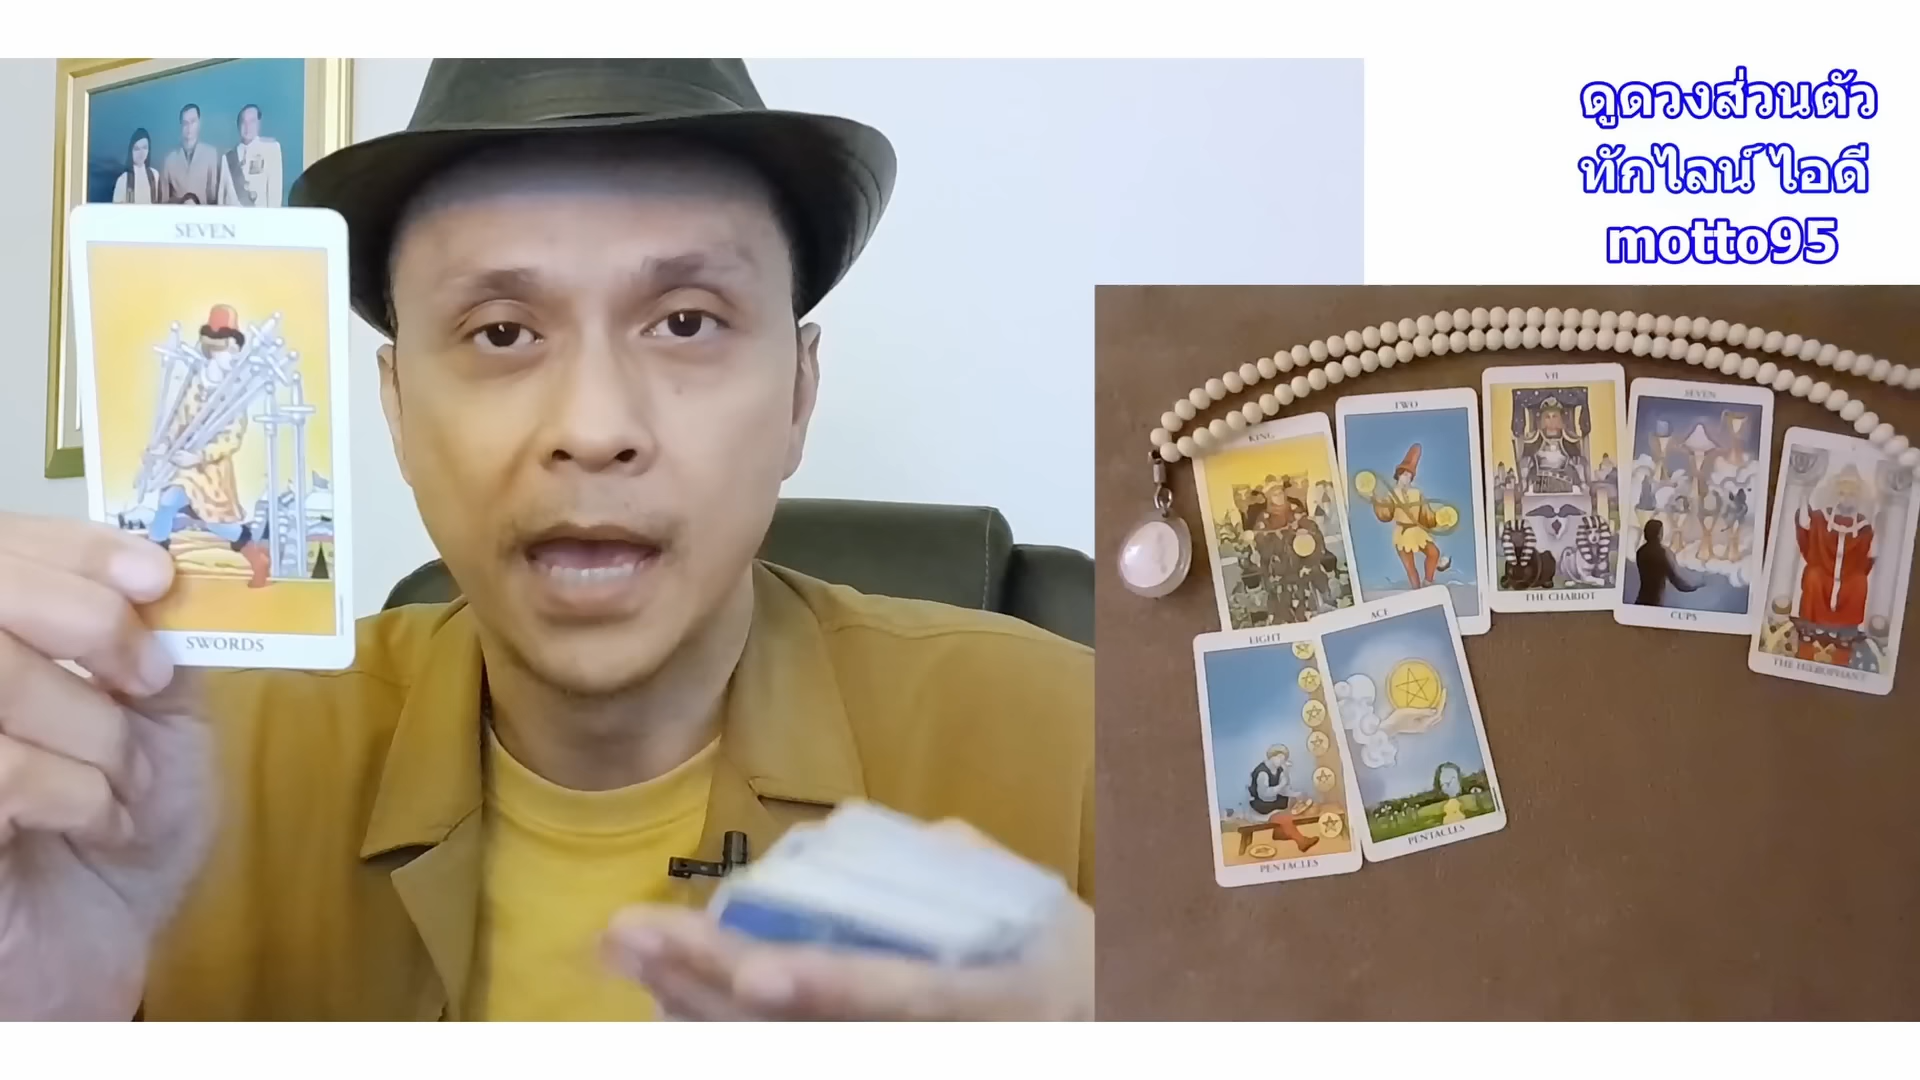 ดูดวงส่วนตัว
ทักไลน์ ไอดี
motto95
SEVEN
SWORDS
KING
TWO
VII
THE CHARIOT
SEVEN
CUPS
THE HIEROPHANT
EIGHT
PENTACLES
ACE
PENTACLES